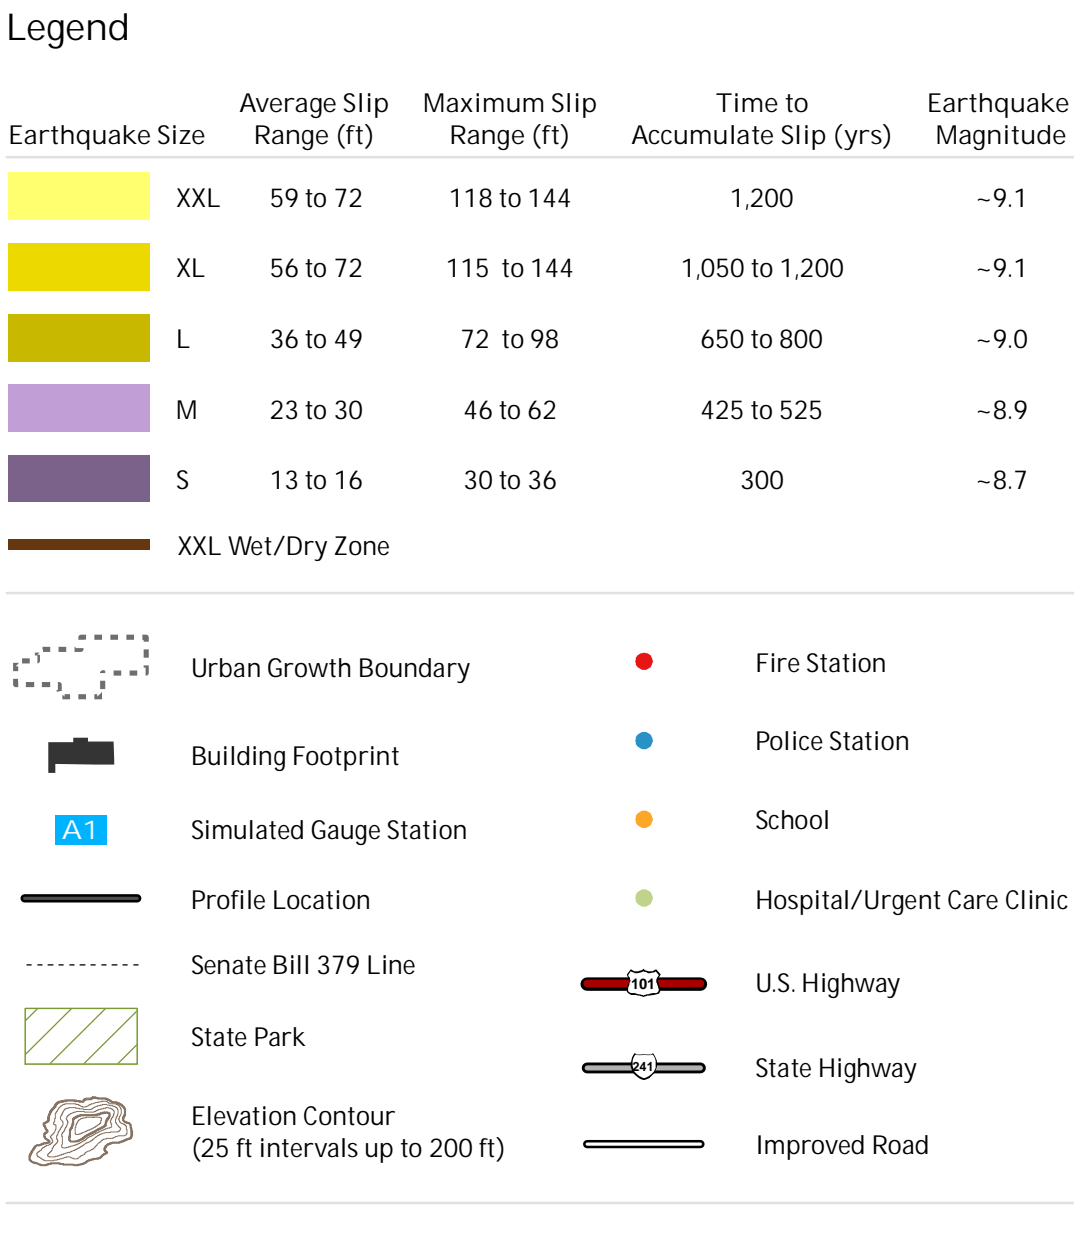 Legend
Earthquake Size Average Slip Range (ft) Maximum Slip Range (ft) Time to Accumulate Slip (yrs) Earthquake Magnitude
XXL 59 to 72 118 to 144 1,200 ~9.1
XL 56 to 72 115 to 144 1,050 to 1,200 ~9.1
L 36 to 49 72 to 98 650 to 800 ~9.0
M 23 to 30 46 to 62 425 to 525 ~8.9
S 13 to 16 30 to 36 300 ~8.7
XXL Wet/Dry Zone
Urban Growth Boundary
Building Footprint
A1 Simulated Gauge Station
Profile Location
Senate Bill 379 Line
State Park
Elevation Contour
(25 ft intervals up to 200 ft)
Fire Station
Police Station
School
Hospital/Urgent Care Clinic
101 U.S. Highway
241 State Highway
Improved Road